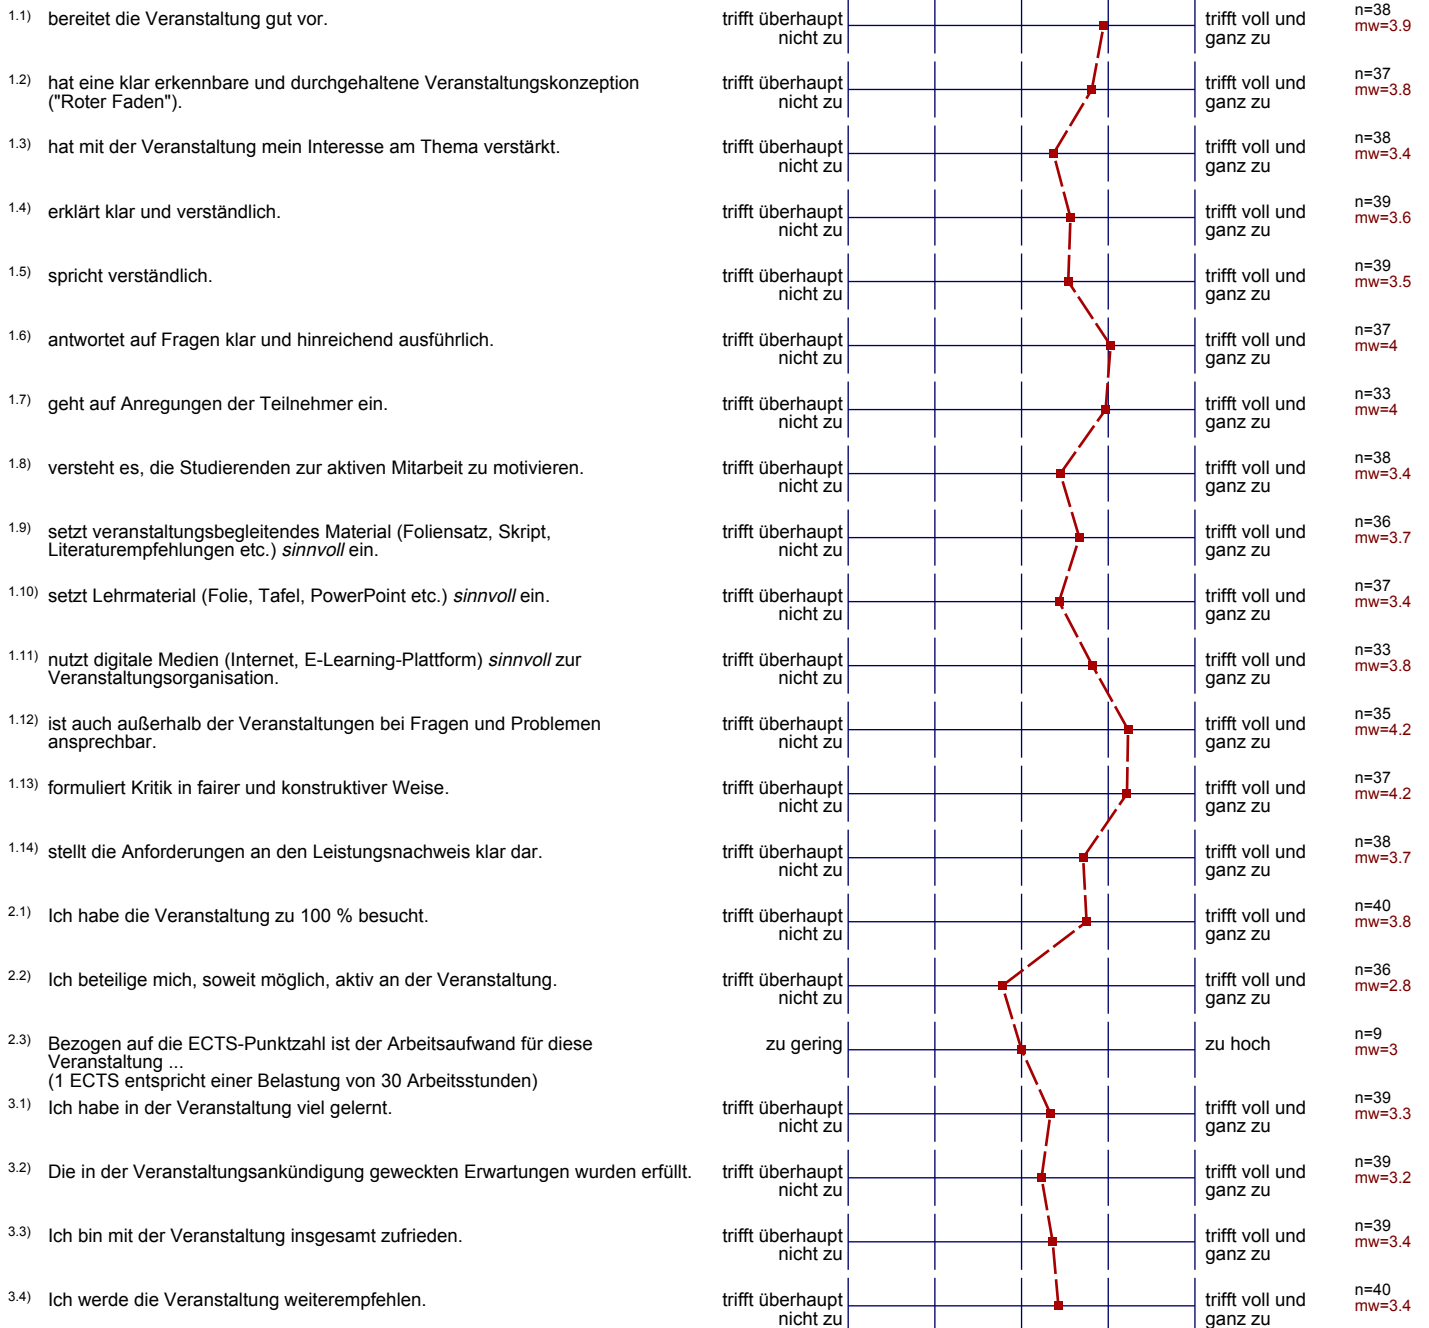 1.1) bereitet die Veranstaltung gut vor.
trifft überhaupt
nicht zu
trifft voll und
ganz zu
n=38
mw=3.9
1.2) hat eine klar erkennbare und durchgehaltene Veranstaltungskonzeption
("Roter Faden").
trifft überhaupt
nicht zu
trifft voll und
ganz zu
n=37
mw=3.8
1.3) hat mit der Veranstaltung mein Interesse am Thema verstärkt.
trifft überhaupt
nicht zu
trifft voll und
ganz zu
n=38
mw=3.4
1.4) erklärt klar und verständlich.
trifft überhaupt
nicht zu
trifft voll und
ganz zu
n=39
mw=3.6
1.5) spricht verständlich.
trifft überhaupt
nicht zu
trifft voll und
ganz zu
n=39
mw=3.5
1.6) antwortet auf Fragen klar und hinreichend ausführlich.
trifft überhaupt
nicht zu
trifft voll und
ganz zu
n=37
mw=4
1.7) geht auf Anregungen der Teilnehmer ein.
trifft überhaupt
nicht zu
trifft voll und
ganz zu
n=33
mw=4
1.8) versteht es, die Studierenden zur aktiven Mitarbeit zu motivieren.
trifft überhaupt
nicht zu
trifft voll und
ganz zu
n=38
mw=3.4
1.9) setzt veranstaltungsbegleitendes Material (Foliensatz, Skript,
Literaturempfehlungen etc.) sinnvoll ein.
trifft überhaupt
nicht zu
trifft voll und
ganz zu
n=36
mw=3.7
1.10) setzt Lehrmaterial (Folie, Tafel, PowerPoint etc.) sinnvoll ein.
trifft überhaupt
nicht zu
trifft voll und
ganz zu
n=37
mw=3.4
1.11) nutzt digitale Medien (Internet, E-Learning-Plattform) sinnvoll zur
Veranstaltungsorganisation.
trifft überhaupt
nicht zu
trifft voll und
ganz zu
n=33
mw=3.8
1.12) ist auch außerhalb der Veranstaltungen bei Fragen und Problemen
ansprechbar.
trifft überhaupt
nicht zu
trifft voll und
ganz zu
n=35
mw=4.2
1.13) formuliert Kritik in fairer und konstruktiver Weise.
trifft überhaupt
nicht zu
trifft voll und
ganz zu
n=37
mw=4.2
1.14) stellt die Anforderungen an den Leistungsnachweis klar dar.
trifft überhaupt
nicht zu
trifft voll und
ganz zu
n=38
mw=3.7
2.1) Ich habe die Veranstaltung zu 100 % besucht.
trifft überhaupt
nicht zu
trifft voll und
ganz zu
n=40
mw=3.8
2.2) Ich beteilige mich, soweit möglich, aktiv an der Veranstaltung.
trifft überhaupt
nicht zu
trifft voll und
ganz zu
n=36
mw=2.8
2.3) Bezogen auf die ECTS-Punktzahl ist der Arbeitsaufwand für diese
Veranstaltung ...
(1 ECTS entspricht einer Belastung von 30 Arbeitsstunden)
zu gering
zu hoch
n=9
mw=3
3.1) Ich habe in der Veranstaltung viel gelernt.
trifft überhaupt
nicht zu
trifft voll und
ganz zu
n=39
mw=3.3
3.2) Die in der Veranstaltungsankündigung geweckten Erwartungen wurden erfüllt.
trifft überhaupt
nicht zu
trifft voll und
ganz zu
n=39
mw=3.2
3.3) Ich bin mit der Veranstaltung insgesamt zufrieden.
trifft überhaupt
nicht zu
trifft voll und
ganz zu
n=39
mw=3.4
3.4) Ich werde die Veranstaltung weiterempfehlen.
trifft überhaupt
nicht zu
trifft voll und
ganz zu
n=40
mw=3.4